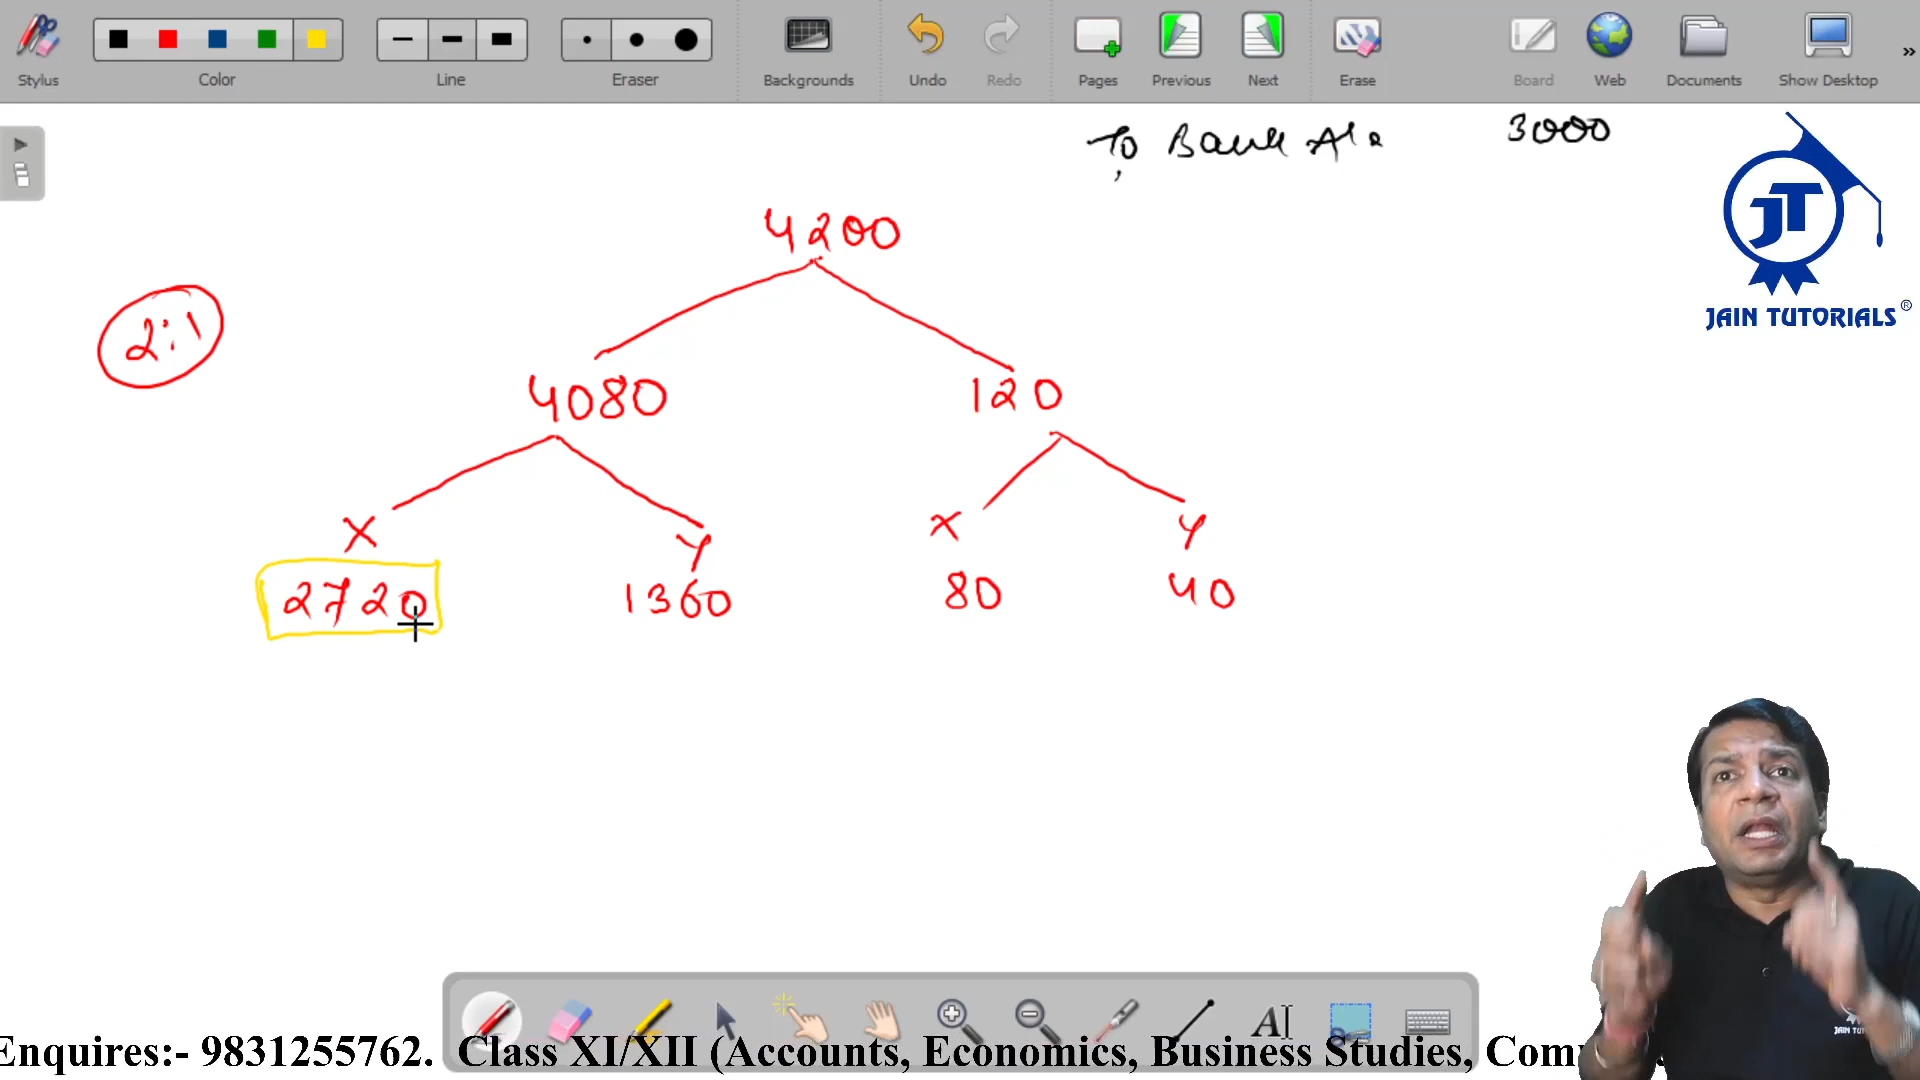 Stylus
Color
Line
Eraser
Backgrounds
Undo
Redo
Pages
Previous
Next
Erase
Board
Web
Documents
Show Desktop
»
To Bank A/c 3000
JT
JAIN TUTORIALS®
4200
2:1
4080 120
X Y X Y
2720 1360 80 40
AI
Enquires:- 9831255762. Class XI/XII (Accounts, Economics, Business Studies, Com